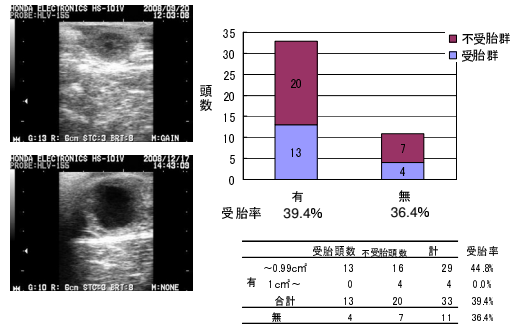 HONDA ELECTRONICS HS-101V 2008/09/20
PROBE:HLV-155 12:03:08
G:13 R: 6cm STC:3 BRT:8 M:GAIN
HONDA ELECTRONICS HS-101V 2008/12/17
PROBE:HLV-155 14:43:09
G:10 R: 6cm STC:3 BRT:8 M:NONE
不受胎群
受胎群
頭数
35
30
25
20
15
10
5
0
20
13
7
4
有 無
受胎率 39.4% 36.4%
受胎頭数 不受胎頭数 計 受胎率
有 ~0.99c㎡ 13 16 29 44.8%
1c㎡~ 0 4 4 0.0%
合計 13 20 33 39.4%
無 4 7 11 36.4%